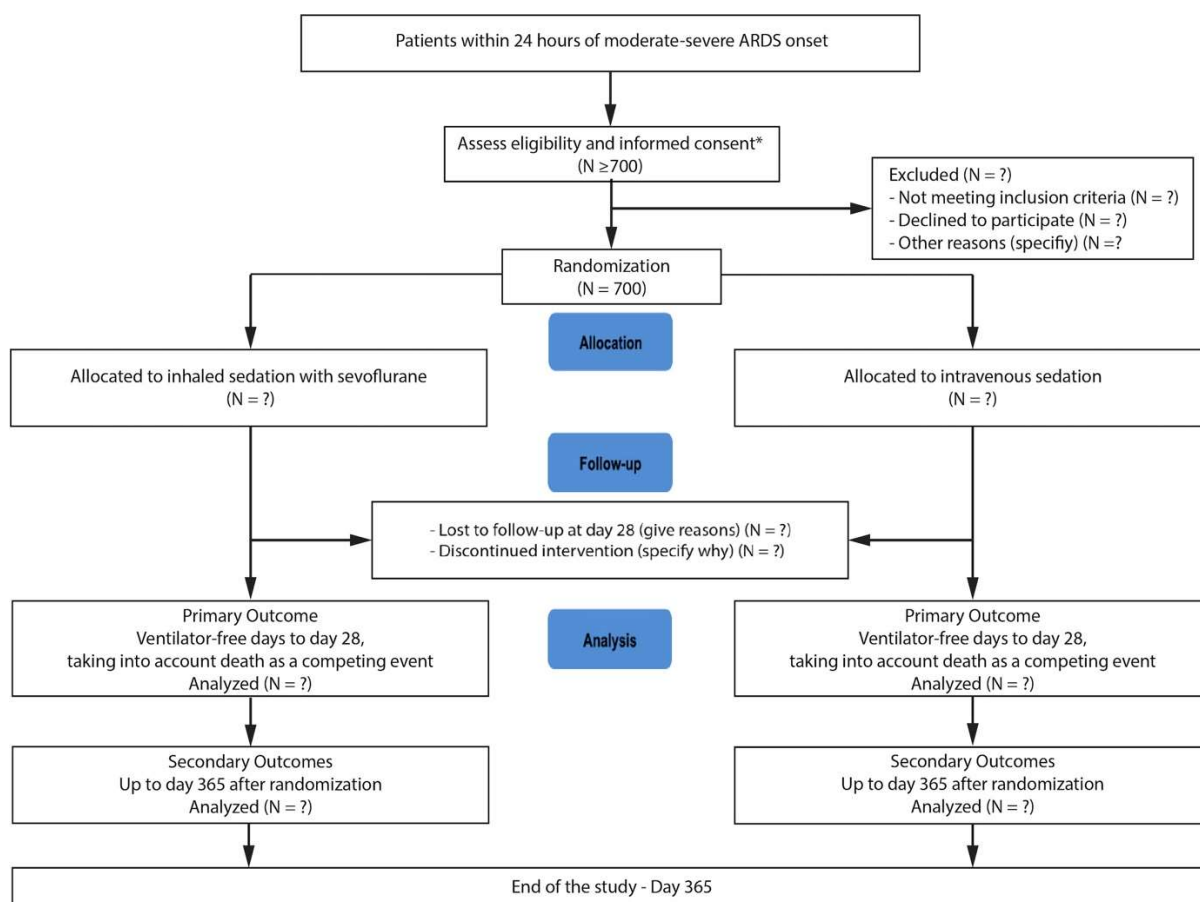 Patients within 24 hours of moderate-severe ARDS onset
Assess eligibility and informed consent*
(N ≥700)
Excluded (N = ?)
- Not meeting inclusion criteria (N = ?)
- Declined to participate (N = ?)
- Other reasons (specifiy) (N =?
Randomization
(N = 700)
Allocation
Allocated to inhaled sedation with sevoflurane
(N = ?)
Allocated to intravenous sedation
(N = ?)
Follow-up
- Lost to follow-up at day 28 (give reasons) (N = ?)
- Discontinued intervention (specify why) (N = ?)
Primary Outcome
Ventilator-free days to day 28,
taking into account death as a competing event
Analyzed (N = ?)
Analysis
Primary Outcome
Ventilator-free days to day 28,
taking into account death as a competing event
Analyzed (N = ?)
Secondary Outcomes
Up to day 365 after randomization
Analyzed (N = ?)
Secondary Outcomes
Up to day 365 after randomization
Analyzed (N = ?)
End of the study - Day 365